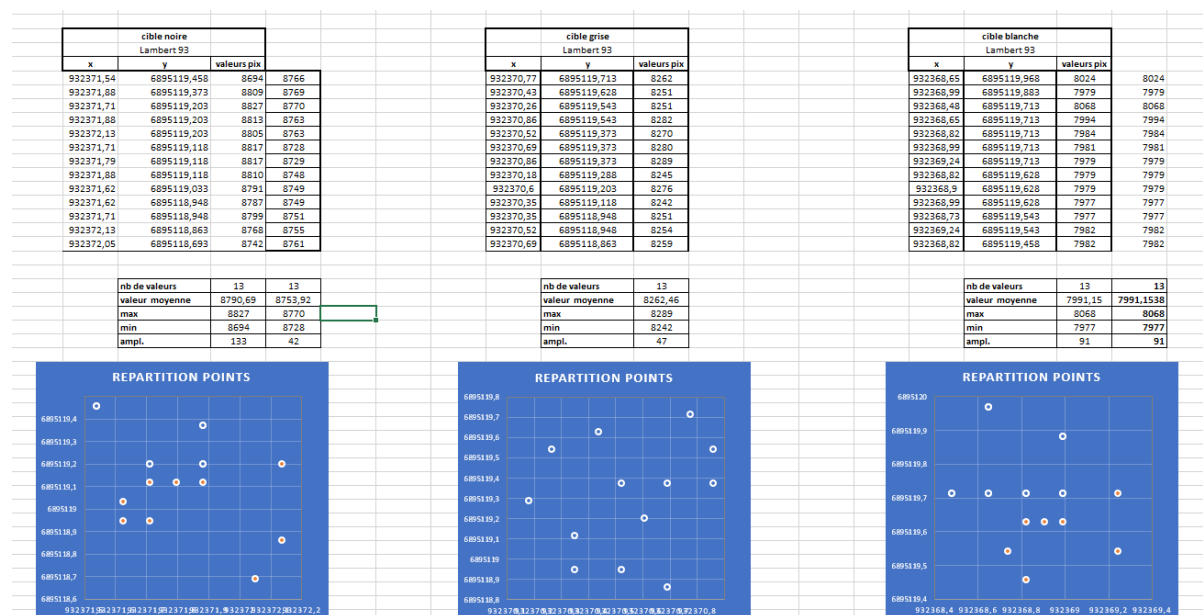 cible noire cible grise cible blanche
Lambert 93 Lambert 93 Lambert 93
x y valeurs pix x y valeurs pix x y valeurs pix
932371,54 6895119,458 8694 8766 932370,77 6895119,713 8262 932368,65 6895119,968 8024 8024
932371,88 6895119,373 8809 8769 932370,43 6895119,628 8251 932368,99 6895119,883 7979 7979
932371,71 6895119,203 8827 8770 932370,26 6895119,543 8251 932368,48 6895119,713 8068 8068
932371,88 6895119,203 8813 8763 932370,86 6895119,543 8282 932368,65 6895119,713 7994 7994
932372,13 6895119,203 8805 8763 932370,52 6895119,373 8270 932368,82 6895119,713 7984 7984
932371,71 6895119,118 8817 8728 932370,69 6895119,373 8280 932368,99 6895119,713 7981 7981
932371,79 6895119,118 8817 8729 932370,86 6895119,373 8289 932369,24 6895119,713 7979 7979
932371,88 6895119,118 8810 8748 932370,18 6895119,288 8245 932368,82 6895119,628 7979 7979
932371,62 6895119,033 8791 8749 932370,6 6895119,203 8276 932368,9 6895119,628 7979 7979
932371,62 6895118,948 8787 8749 932370,35 6895119,118 8242 932368,99 6895119,628 7977 7977
932371,71 6895118,948 8799 8751 932370,35 6895118,948 8251 932368,73 6895119,543 7977 7977
932372,13 6895118,863 8768 8755 932370,52 6895118,948 8254 932369,24 6895119,543 7982 7982
932372,05 6895118,693 8742 8761 932370,69 6895118,863 8259 932368,82 6895119,458 7982 7982
nb de valeurs 13 13 nb de valeurs 13 nb de valeurs 13 13
valeur moyenne 8790,69 8753,92 valeur moyenne 8262,46 valeur moyenne 7991,15 7991,1538
max 8827 8770 max 8289 max 8068 8068
min 8694 8728 min 8242 min 7977 7977
ampl. 133 42 ampl. 47 ampl. 91 91
REPARTITION POINTS
6895119,4
6895119,3
6895119,2
6895119,1
6895119
6895118,9
6895118,8
6895118,7
6895118,6
REPARTITION POINTS
6895119,8
6895119,7
6895119,6
6895119,5
6895119,4
6895119,3
6895119,2
6895119,1
6895119
6895118,9
6895118,8
REPARTITION POINTS
6895120
6895119,9
6895119,8
6895119,7
6895119,6
6895119,5
6895119,4
932368,4 932368,6 932368,8 932369 932369,2 932369,4